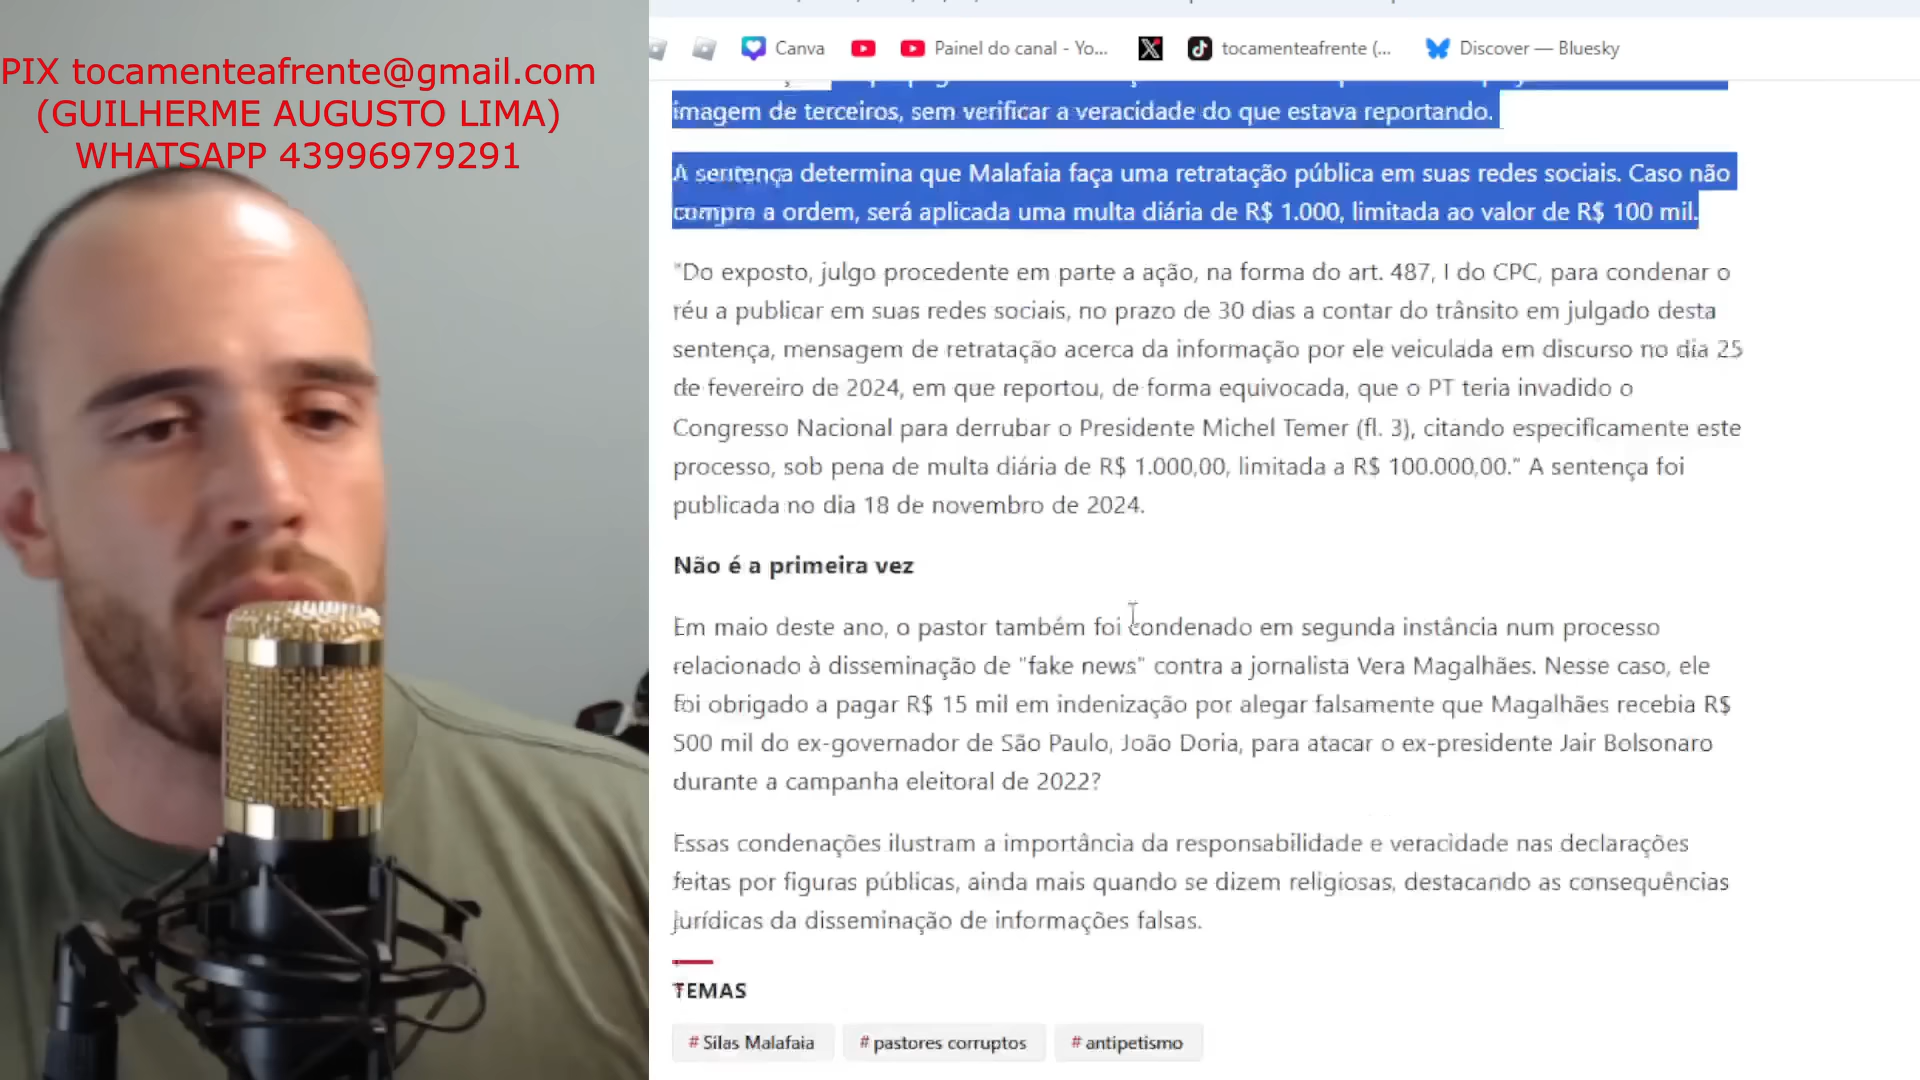 PIX tocamenteafrente@gmail.com
(GUILHERME AUGUSTO LIMA)
WHATSAPP 43996979291
Canva
Painel do canal - Yo...
tocamenteafrente (...
Discover — Bluesky
imagem de terceiros, sem verificar a veracidade do que estava reportando.
A sentença determina que Malafaia faça uma retratação pública em suas redes sociais. Caso não
cumpra a ordem, será aplicada uma multa diária de R$ 1.000, limitada ao valor de R$ 100 mil.
"Do exposto, julgo procedente em parte a ação, na forma do art. 487, I do CPC, para condenar o
réu a publicar em suas redes sociais, no prazo de 30 dias a contar do trânsito em julgado desta
sentença, mensagem de retratação acerca da informação por ele veiculada em discurso no dia 25
de fevereiro de 2024, em que reportou, de forma equivocada, que o PT teria invadido o
Congresso Nacional para derrubar o Presidente Michel Temer (fl. 3), citando especificamente este
processo, sob pena de multa diária de R$ 1.000,00, limitada a R$ 100.000,00." A sentença foi
publicada no dia 18 de novembro de 2024.
Não é a primeira vez
Em maio deste ano, o pastor também foi condenado em segunda instância num processo
relacionado à disseminação de "fake news" contra a jornalista Vera Magalhães. Nesse caso, ele
foi obrigado a pagar R$ 15 mil em indenização por alegar falsamente que Magalhães recebia R$
500 mil do ex-governador de São Paulo, João Doria, para atacar o ex-presidente Jair Bolsonaro
durante a campanha eleitoral de 2022?
Essas condenações ilustram a importância da responsabilidade e veracidade nas declarações
feitas por figuras públicas, ainda mais quando se dizem religiosas, destacando as consequências
jurídicas da disseminação de informações falsas.
TEMAS
# Silas Malafaia
# pastores corruptos
# antipetismo